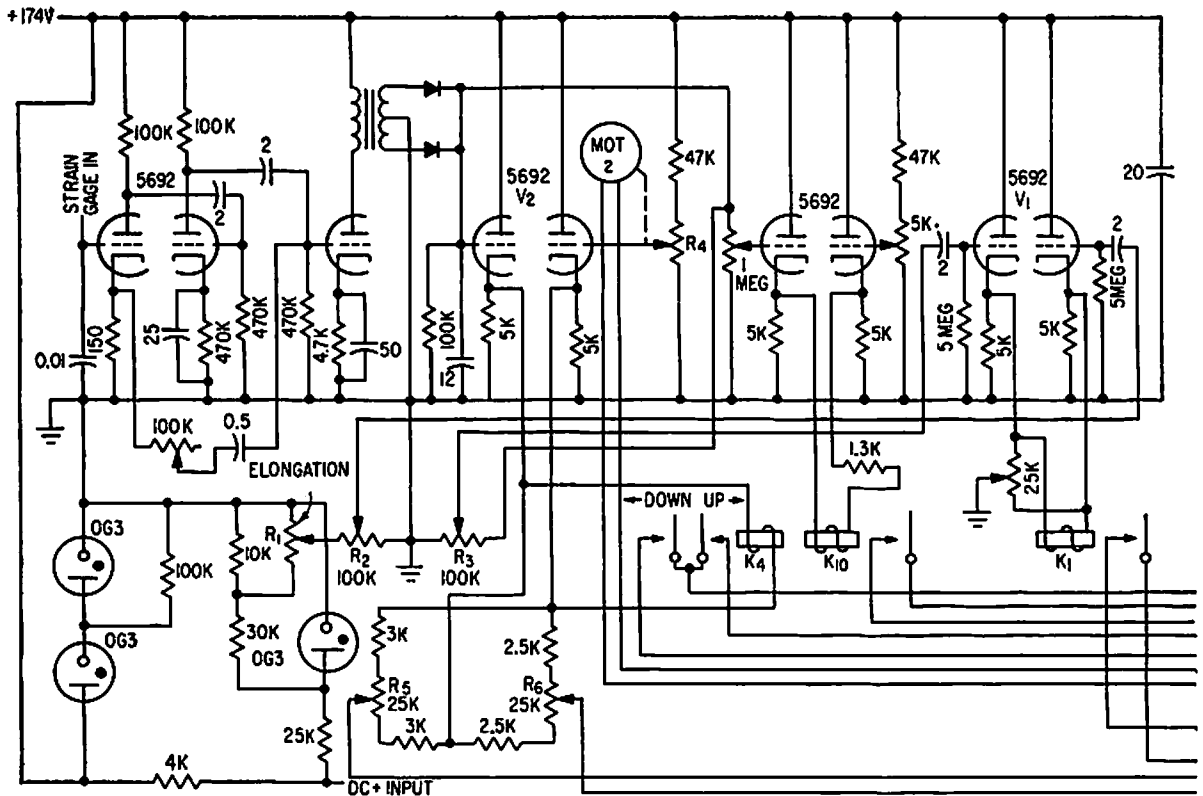 +174V
100K
100K
2
STRAIN
GAGE IN
5692
2
MOT
2
47K
47K
5692
V2
5692
5692
V1
20
R4
1
MEG
5K
2
2
5MEG
0.01
150
25
470K
470K
470K
4.7K
50
100K
12
5K
5K
5K
5K
5 MEG
5K
5K
100K
0.5
ELONGATION
1.3K
25K
DOWN UP
OG3
100K
10K
R1
R2
100K
R3
100K
K4
K10
K1
OG3
30K
OG3
3K
2.5K
R5
25K
R6
25K
3K
2.5K
25K
4K
DC + INPUT